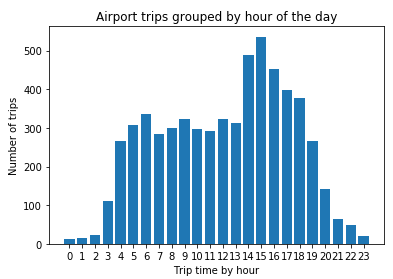 Airport trips grouped by hour of the day
Number of trips
500
400
300
200
100
0
0 1 2 3 4 5 6 7 8 9 10 11 12 13 14 15 16 17 18 19 20 21 22 23
Trip time by hour